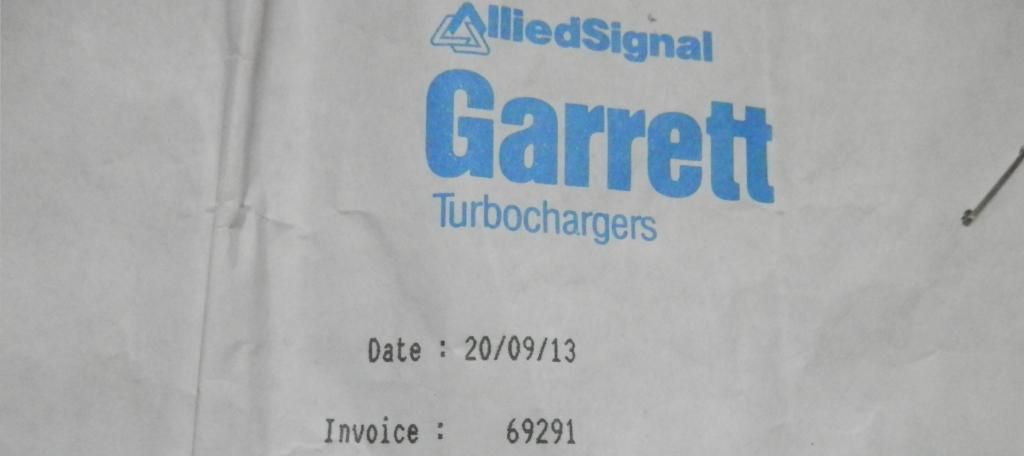 AlliedSignal
Garrett
Turbochargers
Date : 20/09/13
Invoice : 69291